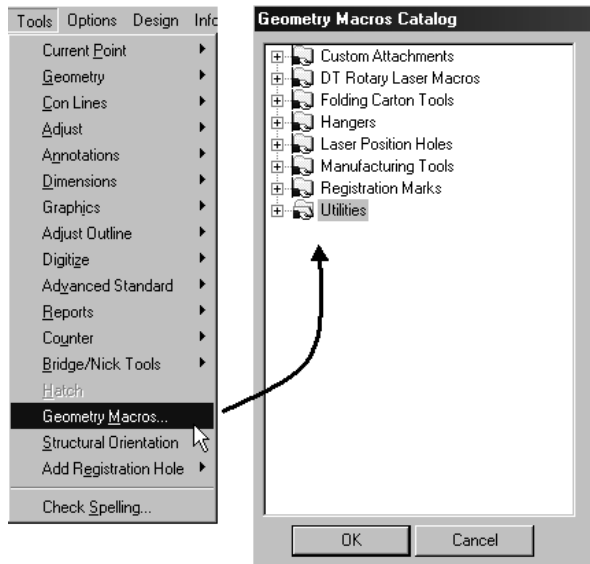 Tools Options Design Info
Current Point
Geometry
Con Lines
Adjust
Annotations
Dimensions
Graphics
Adjust Outline
Digitize
Advanced Standard
Reports
Counter
Bridge/Nick Tools
Hatch
Geometry Macros...
Structural Orientation
Add Registration Hole
Check Spelling...
Geometry Macros Catalog
Custom Attachments
DT Rotary Laser Macros
Folding Carton Tools
Hangers
Laser Position Holes
Manufacturing Tools
Registration Marks
Utilities
OK Cancel